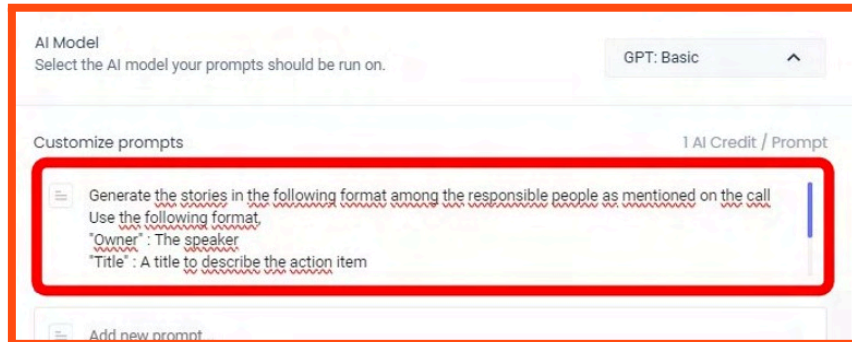 AI Model
Select the AI model your prompts should be run on.
GPT: Basic
Customize prompts
1 AI Credit / Prompt
Generate the stories in the following format among the responsible people as mentioned on the call
Use the following format,
"Owner" : The speaker
"Title" : A title to describe the action item
Add new prompt